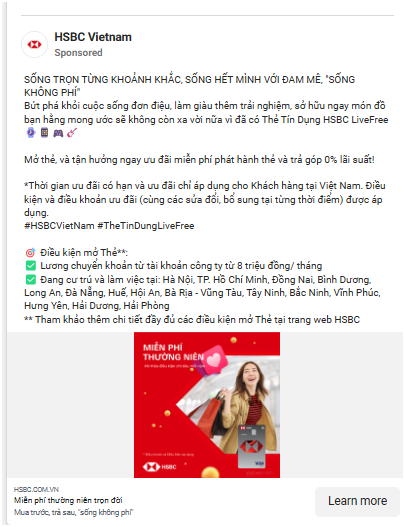 HSBC Vietnam
Sponsored
SỐNG TRỌN TỪNG KHOẢNH KHẮC, SỐNG HẾT MÌNH VỚI ĐAM MÊ, "SỐNG
KHÔNG PHÍ"
Bứt phá khỏi cuộc sống đơn điệu, làm giàu thêm trải nghiệm, sở hữu ngay món đồ
bạn hằng mong ước sẽ không còn xa vời nữa vì đã có Thẻ Tín Dụng HSBC LiveFree
Mở thẻ, và tận hưởng ngay ưu đãi miễn phí phát hành thẻ và trả góp 0% lãi suất!
*Thời gian ưu đãi có hạn và ưu đãi chỉ áp dụng cho Khách hàng tại Việt Nam. Điều
kiện và điều khoản ưu đãi (cùng các sửa đổi, bổ sung tại từng thời điểm) được áp
dụng.
#HSBCVietNam #TheTinDungLiveFree
🎯 Điều kiện mở Thẻ**:
✅ Lương chuyển khoản từ tài khoản công ty từ 8 triệu đồng/ tháng
✅ Đang cư trú và làm việc tại: Hà Nội, TP. Hồ Chí Minh, Đồng Nai, Bình Dương,
Long An, Đà Nẵng, Huế, Hội An, Bà Rịa - Vũng Tàu, Tây Ninh, Bắc Ninh, Vĩnh Phúc,
Hưng Yên, Hải Dương, Hải Phòng
** Tham khảo thêm chi tiết đầy đủ các điều kiện mở Thẻ tại trang web HSBC
MIỄN PHÍ
THƯỜNG NIÊN
HSBC
HSBC.COM.VN
Miễn phí thường niên trọn đời
Mua trước, trả sau, "sống không phí"
Learn more